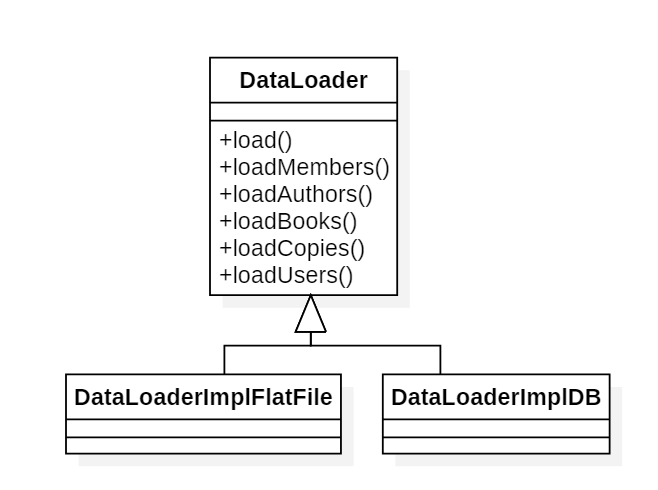 DataLoader
+load()
+loadMembers()
+loadAuthors()
+loadBooks()
+loadCopies()
+loadUsers()
DataLoaderImplFlatFile
DataLoaderImplDB